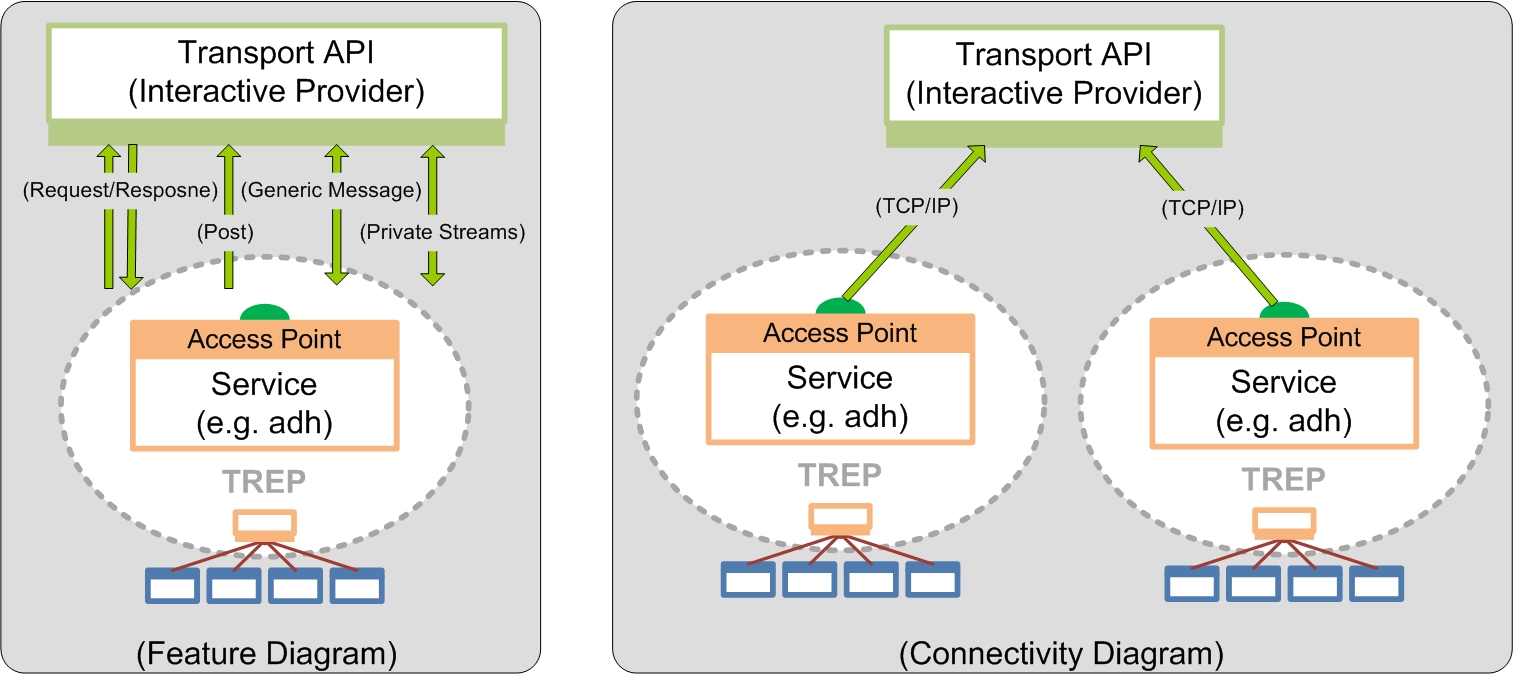 Transport API
(Interactive Provider)
(Request/Resposne)
(Generic Message)
(Post)
(Private Streams)
Access Point
Service
(e.g. adh)
TREP
(Feature Diagram)
Transport API
(Interactive Provider)
(TCP/IP)
(TCP/IP)
Access Point
Service
(e.g. adh)
TREP
Access Point
Service
(e.g. adh)
TREP
(Connectivity Diagram)